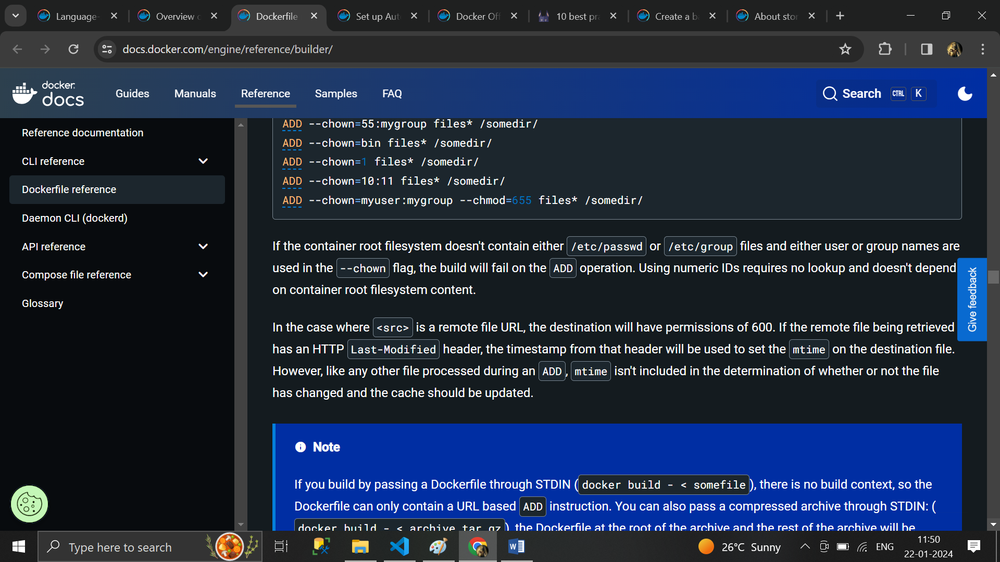 Language-
Overview c
Dockerfile
Set up Aut
Docker Off
10 best pra
Create a ba
About stor
docs.docker.com/engine/reference/builder/
docker
docs
Guides
Manuals
Reference
Samples
FAQ
Search
CTRL
K
Reference documentation
CLI reference
Dockerfile reference
Daemon CLI (dockerd)
API reference
Compose file reference
Glossary
ADD --chown=55:mygroup files* /somedir/
ADD --chown=bin files* /somedir/
ADD --chown=1 files* /somedir/
ADD --chown=10:11 files* /somedir/
ADD --chown=myuser:mygroup --chmod=655 files* /somedir/
If the container root filesystem doesn't contain either /etc/passwd or /etc/group files and either user or group names are
used in the --chown flag, the build will fail on the ADD operation. Using numeric IDs requires no lookup and doesn't depend
on container root filesystem content.
In the case where <src> is a remote file URL, the destination will have permissions of 600. If the remote file being retrieved
has an HTTP Last-Modified header, the timestamp from that header will be used to set the mtime on the destination file.
However, like any other file processed during an ADD, mtime isn't included in the determination of whether or not the file
has changed and the cache should be updated.
Note
If you build by passing a Dockerfile through STDIN (docker build - < somefile), there is no build context, so the
Dockerfile can only contain a URL based ADD instruction. You can also pass a compressed archive through STDIN: (
docker build - < archive.tar.gz), the Dockerfile at the root of the archive and the rest of the archive will be
Give feedback
Type here to search
26°C Sunny
ENG
11:50
22-01-2024